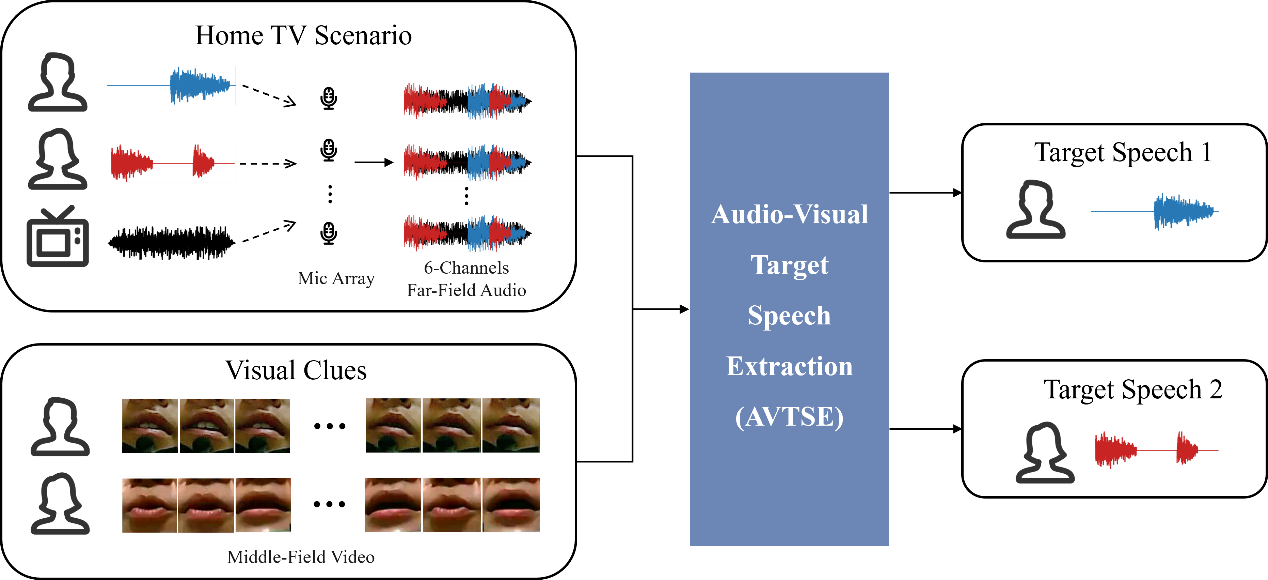 Home TV Scenario
Mic Array
6-Channels
Far-Field Audio
Visual Clues
Middle-Field Video
Audio-Visual
Target
Speech
Extraction
(AVTSE)
Target Speech 1
Target Speech 2